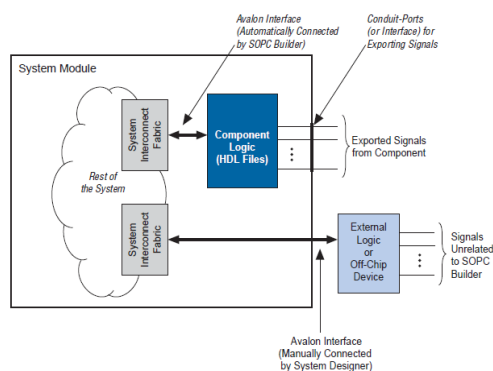 Avalon Interface
(Automatically Connected
by SOPC Builder)
Conduit-Ports
(or Interface) for
Exporting Signals
System Module
System
Interconnect
Fabric
Component
Logic
(HDL Files)
Exported Signals
from Component
Rest of
the System
System
Interconnect
Fabric
External
Logic
or
Off-Chip
Device
Signals
Unrelated
to SOPC
Builder
Avalon Interface
(Manually Connected
by System Designer)